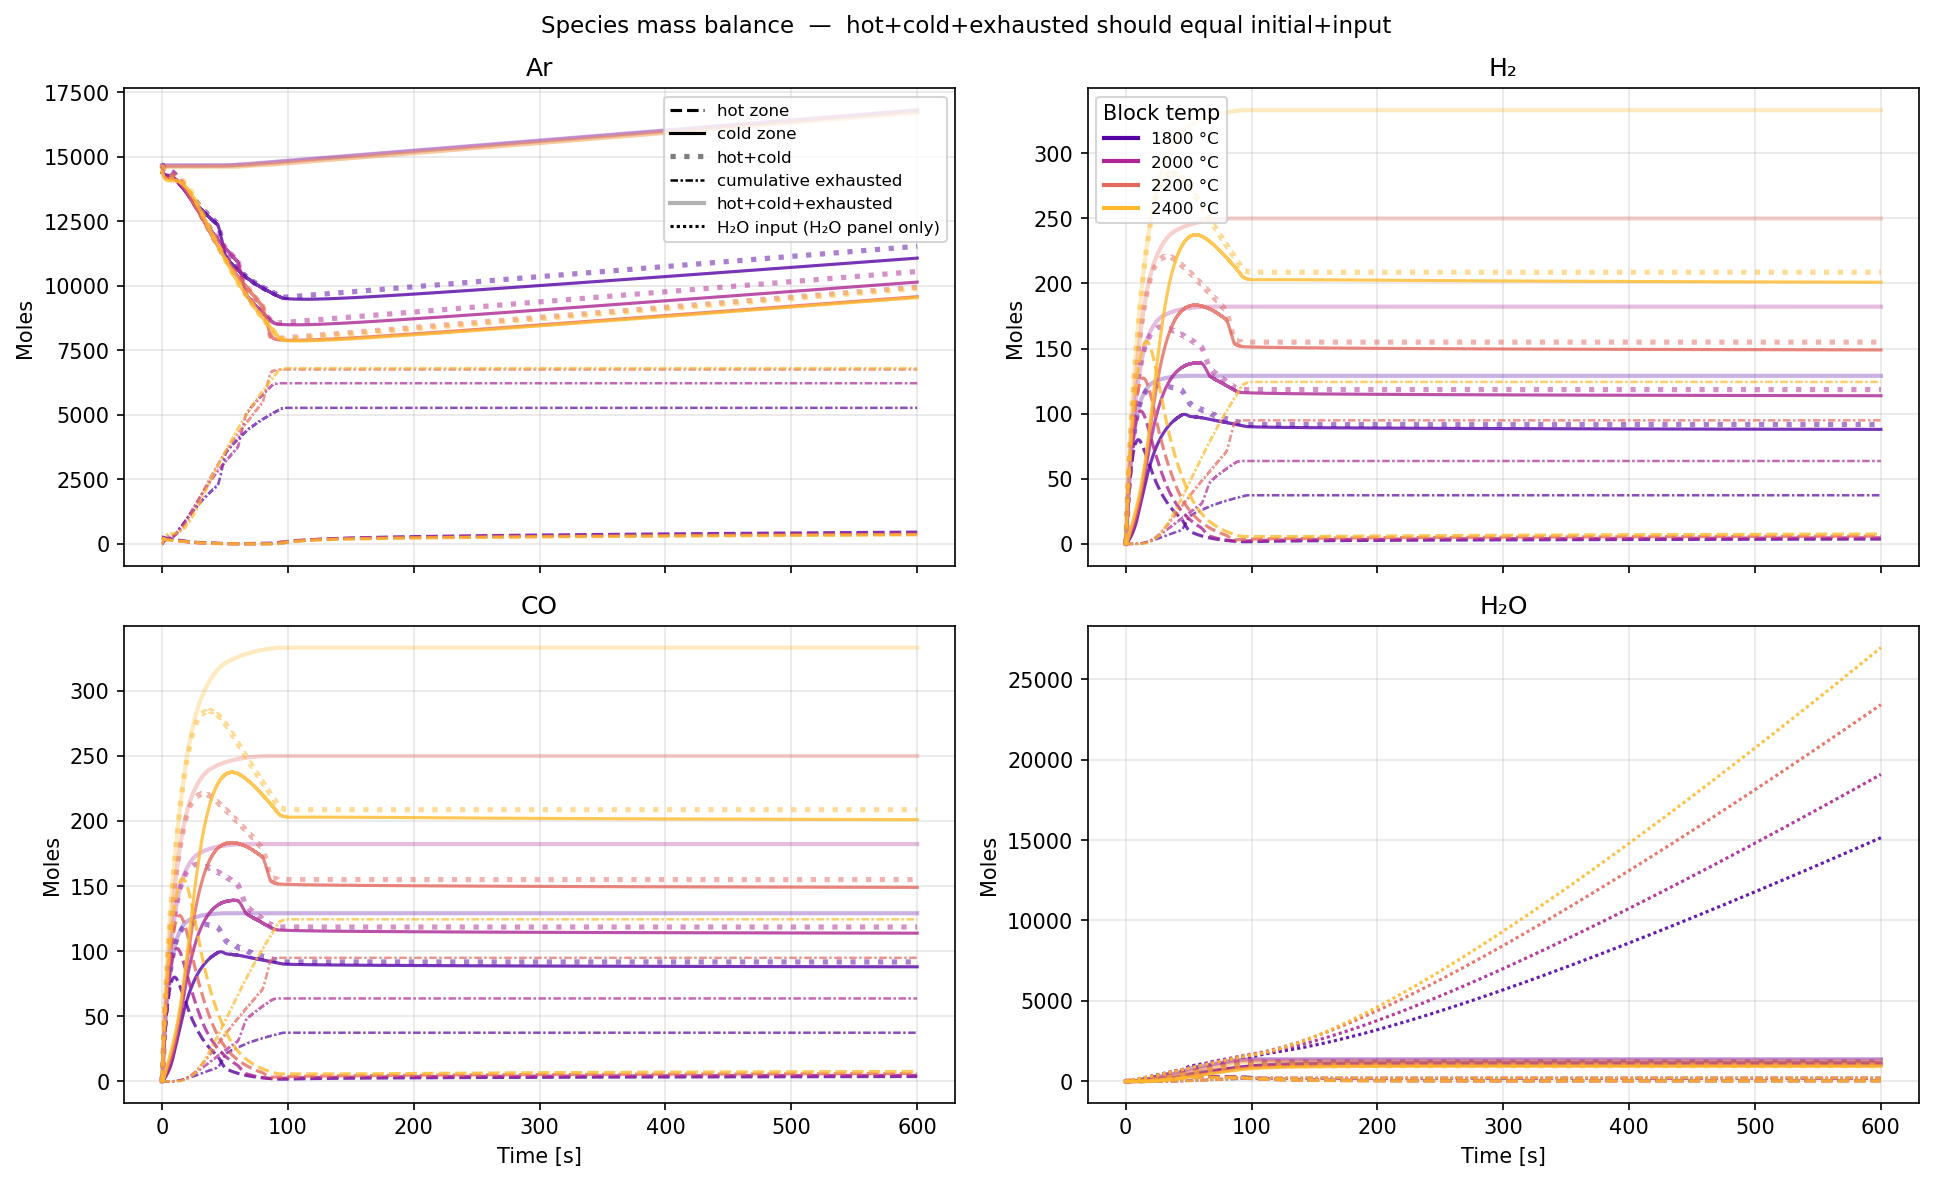 Species mass balance — hot+cold+exhausted should equal initial+input
Ar
17500
15000
12500
10000
7500
5000
2500
0
Moles
hot zone
cold zone
hot+cold
cumulative exhausted
hot+cold+exhausted
H₂O input (H₂O panel only)
H₂
300
250
200
150
100
50
0
Moles
Block temp
1800 °C
2000 °C
2200 °C
2400 °C
CO
300
250
200
150
100
50
0
Moles
0 100 200 300 400 500 600
Time [s]
H₂O
25000
20000
15000
10000
5000
0
Moles
0 100 200 300 400 500 600
Time [s]